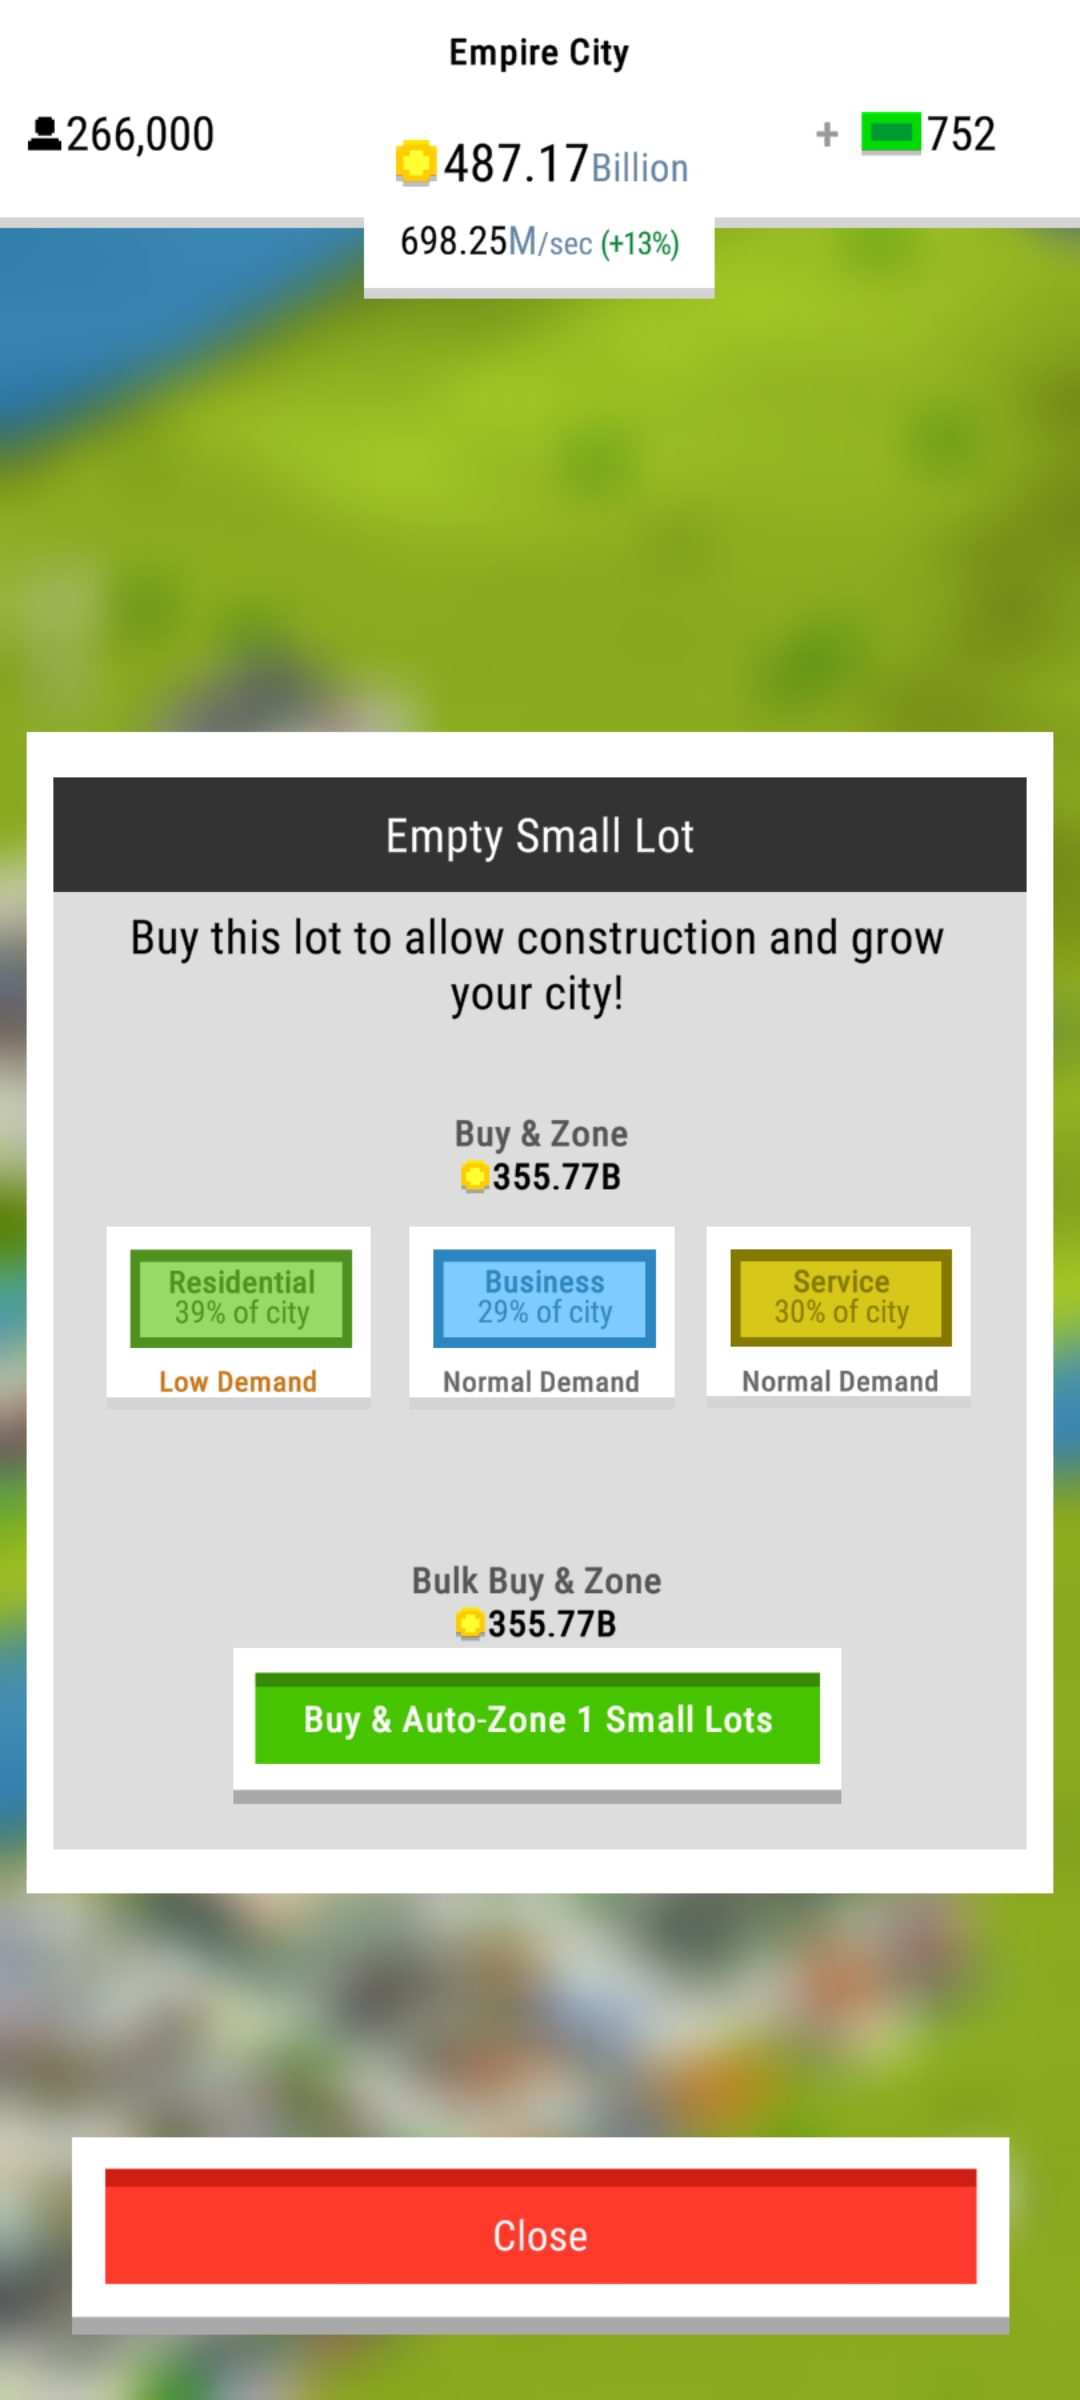 Empire City
266,000
487.17Billion
+ 752
698.25M/sec (+13%)
Empty Small Lot
Buy this lot to allow construction and grow
your city!
Buy & Zone
355.77B
Residential
39% of city
Low Demand
Business
29% of city
Normal Demand
Service
30% of city
Normal Demand
Bulk Buy & Zone
355.77B
Buy & Auto-Zone 1 Small Lots
Close